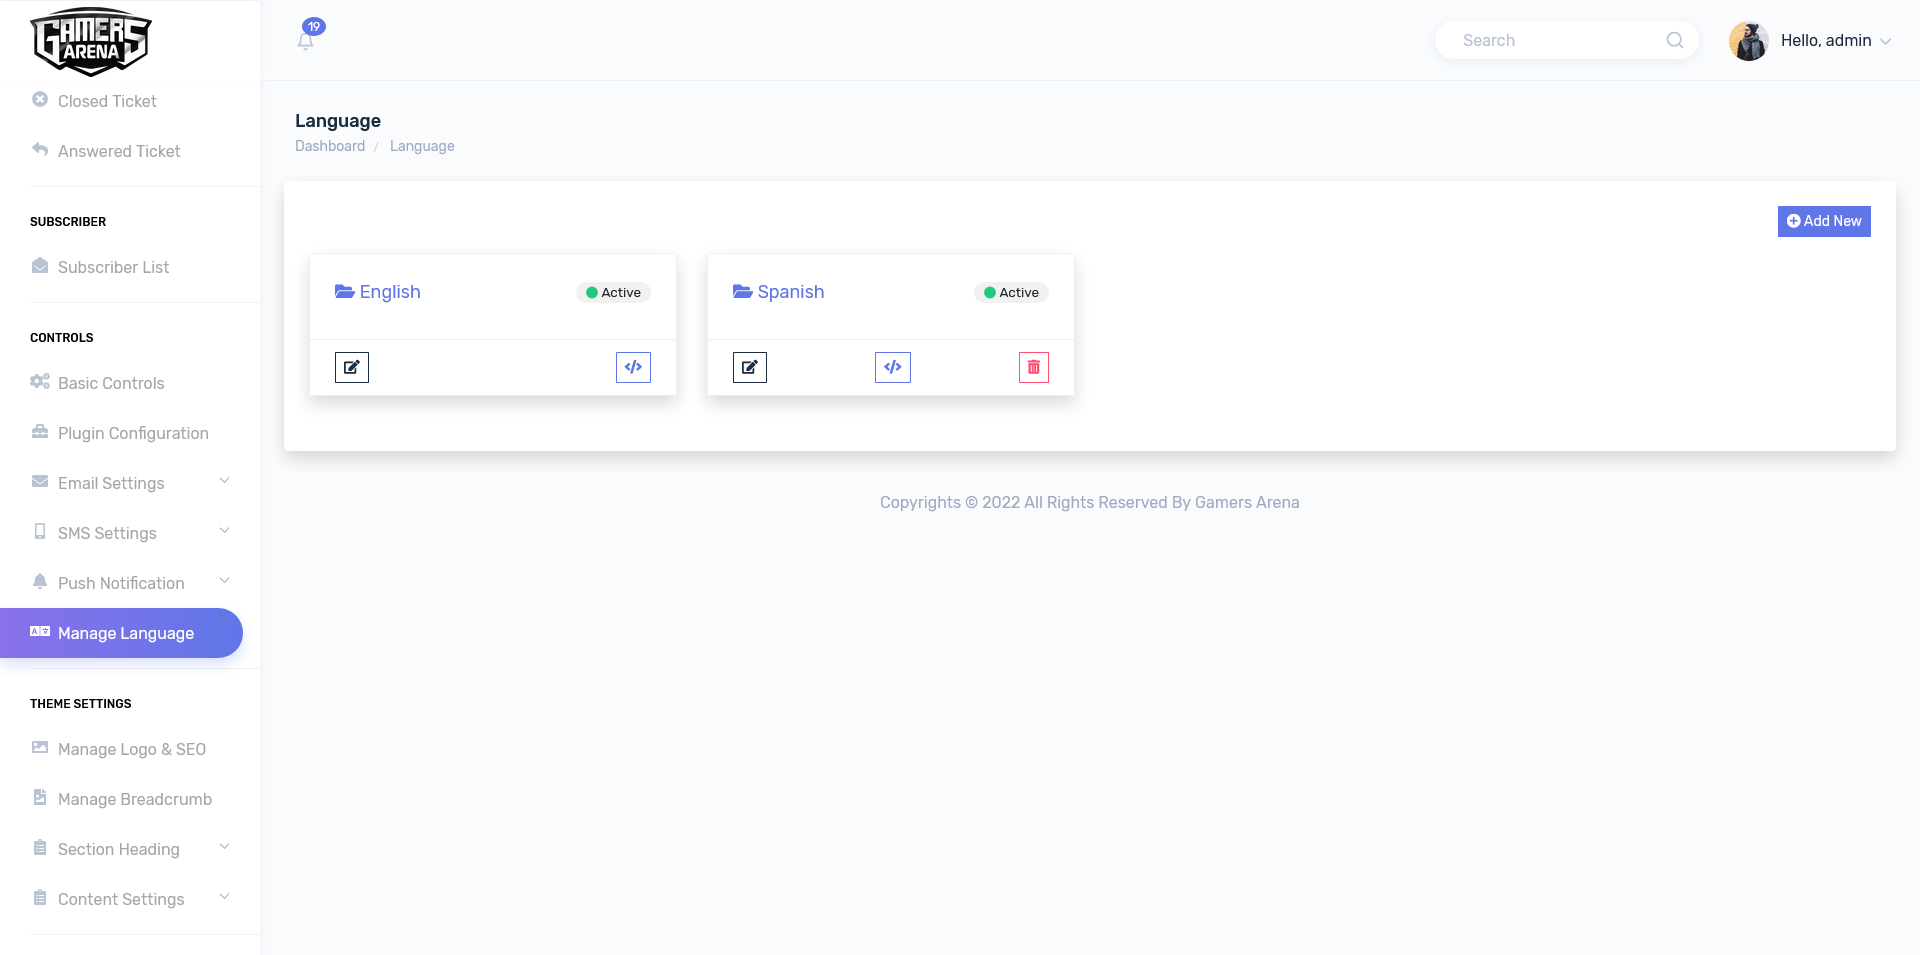 GAMERS
ARENA
Closed Ticket
Answered Ticket
SUBSCRIBER
Subscriber List
CONTROLS
Basic Controls
Plugin Configuration
Email Settings
SMS Settings
Push Notification
Manage Language
THEME SETTINGS
Manage Logo & SEO
Manage Breadcrumb
Section Heading
Content Settings
19
Search
Hello, admin
Language
Dashboard / Language
Add New
English Active
Spanish Active
Copyrights © 2022 All Rights Reserved By Gamers Arena